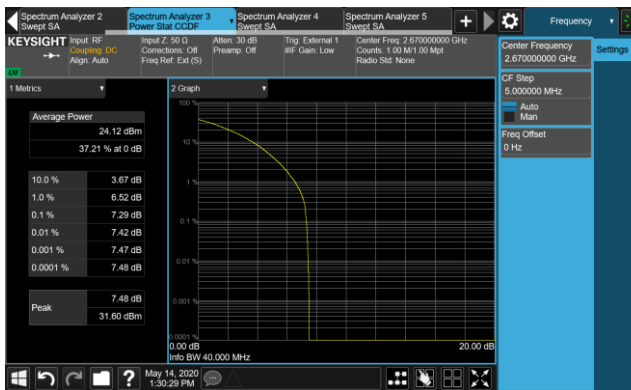 Spectrum Analyzer 2
Swept SA
Spectrum Analyzer 3
Power Stat CCDF
Spectrum Analyzer 4
Swept SA
Spectrum Analyzer 5
Swept SA
Frequency
KEYSIGHT
Input: RF
Coupling: DC
Align: Auto
Input Z: 50 Ω
Corrections: Off
Freq Ref: Ext (S)
Atten: 30 dB
Preamp: Off
Trig: External 1
#IF Gain: Low
Center Freq: 2.670000000 GHz
Counts: 1.00 M/1.00 Mpt
Radio Std: None
Center Frequency
2.670000000 GHz
Settings
CF Step
5.000000 MHz
Auto
Man
Freq Offset
0 Hz
1 Metrics
Average Power
24.12 dBm
37.21 % at 0 dB
10.0 % 3.67 dB
1.0 % 6.52 dB
0.1 % 7.29 dB
0.01 % 7.42 dB
0.001 % 7.47 dB
0.0001 % 7.48 dB
Peak
7.48 dB
31.60 dBm
2 Graph
100 %
10 %
1 %
0.1 %
0.01 %
0.001 %
0.0001 %
0.00 dB
20.00 dB
Info BW 40.000 MHz
May 14, 2020
1:30:29 PM